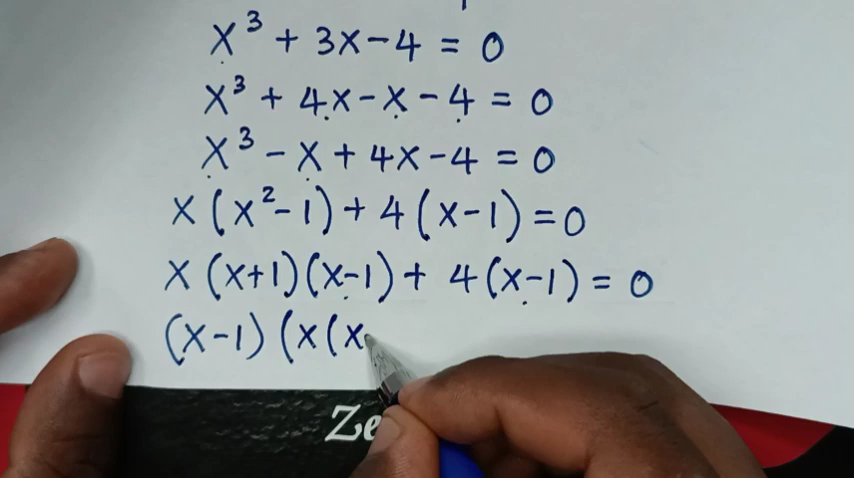 x³ + 3x - 4 = 0
x³ + 4x - x - 4 = 0
x³ - x + 4x - 4 = 0
x(x² - 1) + 4(x - 1) = 0
x(x+1)(x-1) + 4(x-1) = 0
(x-1)(x(x
Ze